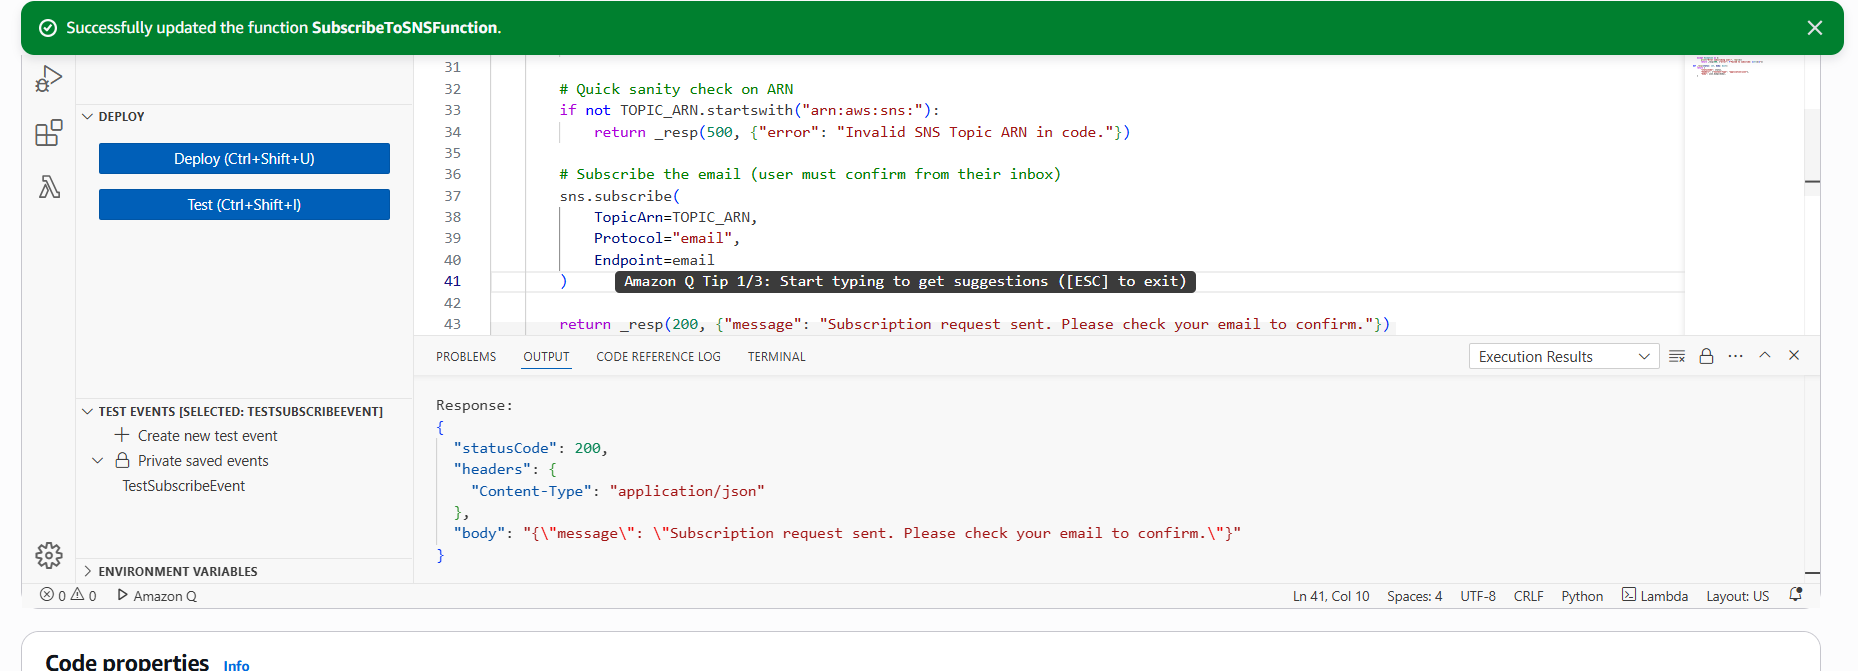 Successfully updated the function SubscribeToSNSFunction.
DEPLOY
Deploy (Ctrl+Shift+U)
Test (Ctrl+Shift+I)
TEST EVENTS [SELECTED: TESTSUBSCRIBEEVENT]
Create new test event
Private saved events
TestSubscribeEvent
ENVIRONMENT VARIABLES
31
32 # Quick sanity check on ARN
33 if not TOPIC_ARN.startswith("arn:aws:sns:"):
34 return _resp(500, {"error": "Invalid SNS Topic ARN in code."})
35
36 # Subscribe the email (user must confirm from their inbox)
37 sns.subscribe(
38 TopicArn=TOPIC_ARN,
39 Protocol="email",
40 Endpoint=email
41 ) Amazon Q Tip 1/3: Start typing to get suggestions ([ESC] to exit)
42
43 return _resp(200, {"message": "Subscription request sent. Please check your email to confirm."})
PROBLEMS OUTPUT CODE REFERENCE LOG TERMINAL Execution Results
Response:
{
"statusCode": 200,
"headers": {
"Content-Type": "application/json"
},
"body": "{\"message\": \"Subscription request sent. Please check your email to confirm.\"}"
}
0 0 Amazon Q Ln 41, Col 10 Spaces: 4 UTF-8 CRLF Python Lambda Layout: US
Code properties Info